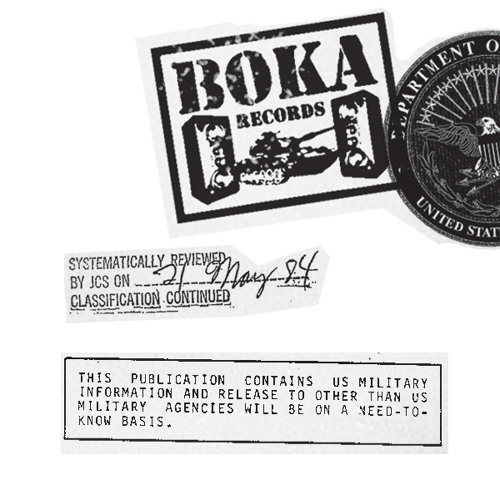 BOKA
RECORDS
DEPARTMENT O
UNITED STAT
SYSTEMATICALLY REVIEWED
BY JCS ON 21 May 84
CLASSIFICATION CONTINUED
THIS PUBLICATION CONTAINS US MILITARY
INFORMATION AND RELEASE TO OTHER THAN US
MILITARY AGENCIES WILL BE ON A NEED-TO-
KNOW BASIS.